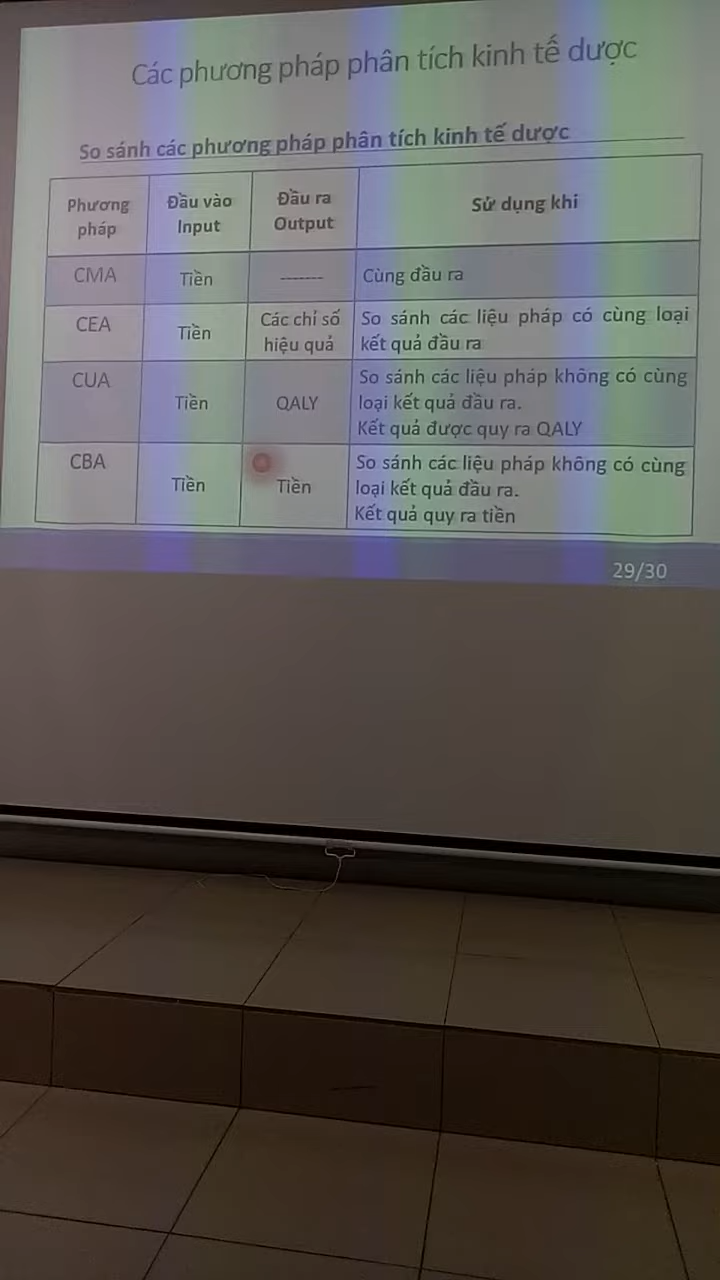 Các phương pháp phân tích kinh tế dược
So sánh các phương pháp phân tích kinh tế dược
Phương
pháp
Đầu vào
Input
Đầu ra
Output
Sử dụng khi
CMA
Tiền
-------
Cùng đầu ra
CEA
Tiền
Các chỉ số
hiệu quả
So sánh các liệu pháp có cùng loại
kết quả đầu ra
CUA
Tiền
QALY
So sánh các liệu pháp không có cùng
loại kết quả đầu ra.
Kết quả được quy ra QALY
CBA
Tiền
Tiền
So sánh các liệu pháp không có cùng
loại kết quả đầu ra.
Kết quả quy ra tiền
29/30